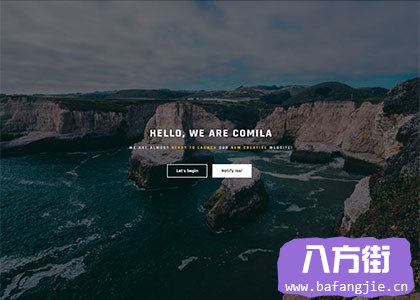 HELLO, WE ARE COMILA
WE ARE ALMOST READY TO LAUNCH OUR NEW CREATIVE WEBSITE!
Let's begin
Notify me!
八方街
www.bafangjie.cn